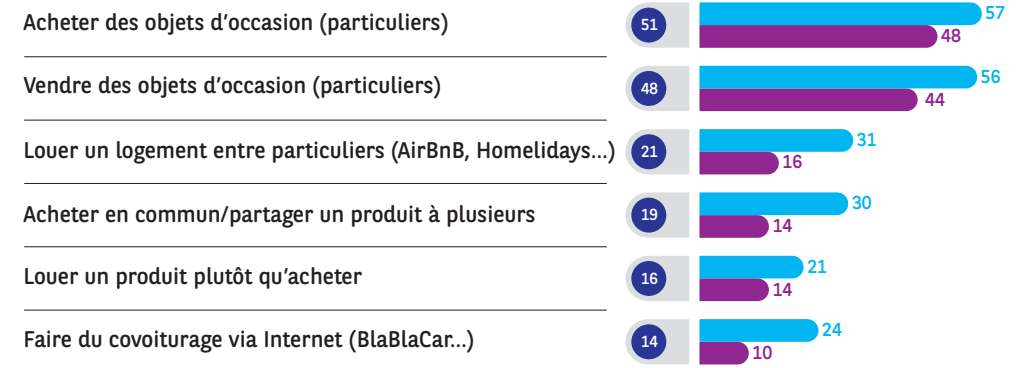 Acheter des objets d’occasion (particuliers) 51 57
48
Vendre des objets d’occasion (particuliers) 48 56
44
Louer un logement entre particuliers (AirBnB, Homelidays...) 21 31
16
Acheter en commun/partager un produit à plusieurs 19 30
14
Louer un produit plutôt qu’acheter 16 21
14
Faire du covoiturage via Internet (BlaBlaCar...) 14 24
10